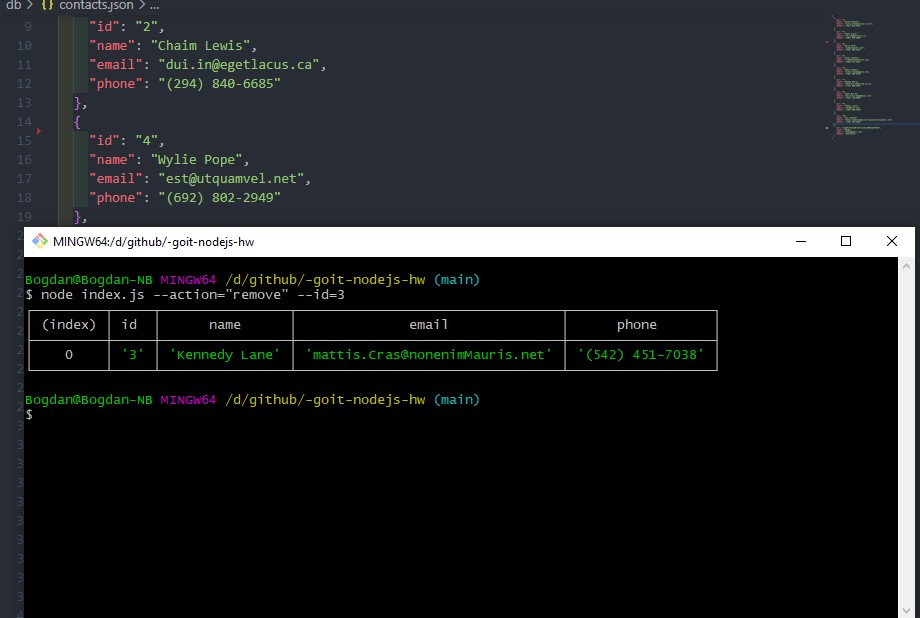 db > {} contacts.json > ...
9 "id": "2",
10 "name": "Chaim Lewis",
11 "email": "dui.in@egetlacus.ca",
12 "phone": "(294) 840-6685"
13 },
14 {
15 "id": "4",
16 "name": "Wylie Pope",
17 "email": "est@utquamvel.net",
18 "phone": "(692) 802-2949"
19 },
MINGW64:/d/github/-goit-nodejs-hw
Bogdan@Bogdan-NB MINGW64 /d/github/-goit-nodejs-hw (main)
$ node index.js --action="remove" --id=3
(index) id name email phone
0 '3' 'Kennedy Lane' 'mattis.Cras@nonenimMauris.net' '(542) 451-7038'
Bogdan@Bogdan-NB MINGW64 /d/github/-goit-nodejs-hw (main)
$